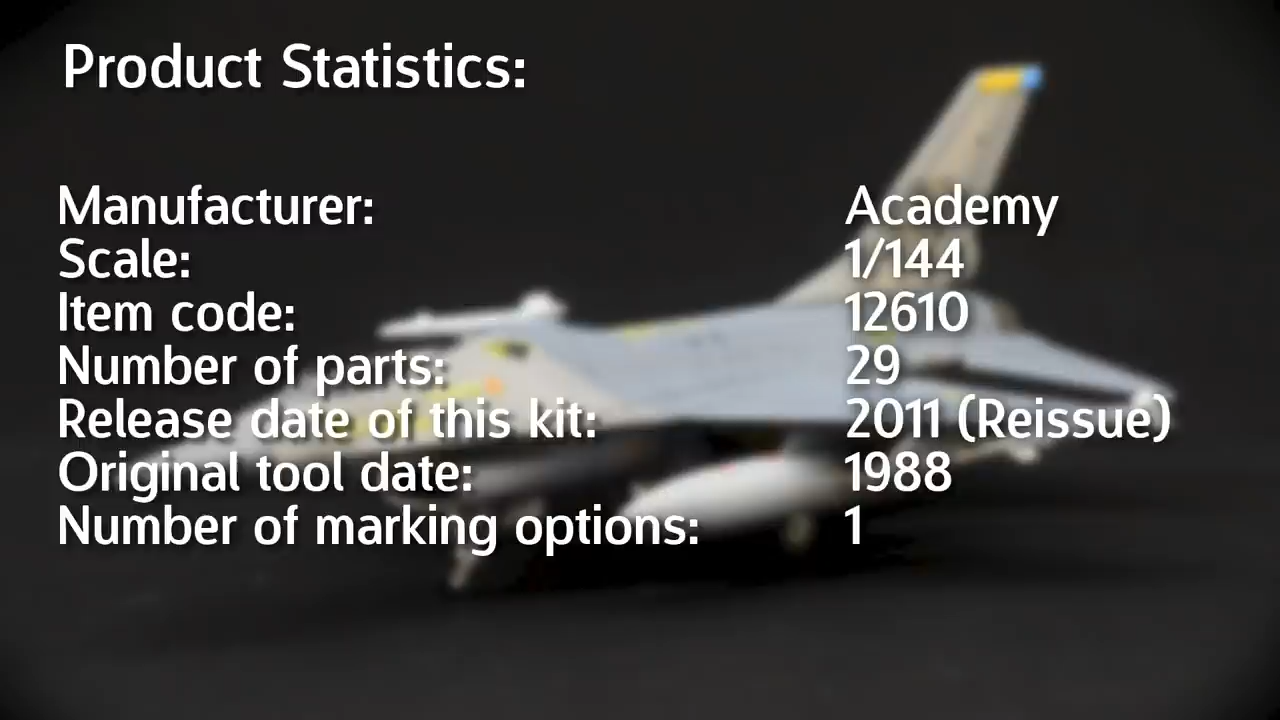 Product Statistics:
Manufacturer: Academy
Scale: 1/144
Item code: 12610
Number of parts: 29
Release date of this kit: 2011 (Reissue)
Original tool date: 1988
Number of marking options: 1